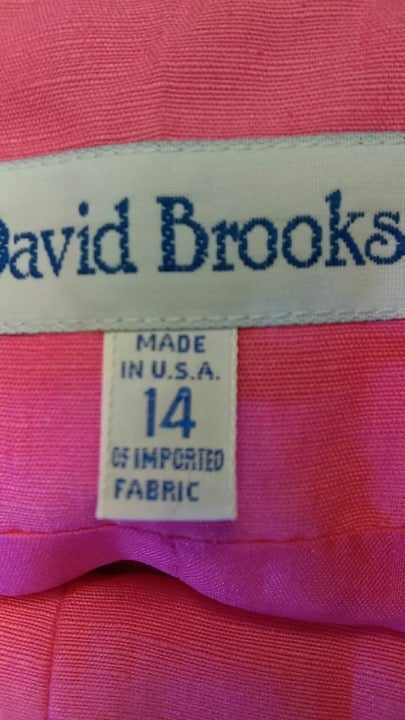 David Brooks
MADE
IN U.S.A.
14
OF IMPORTED
FABRIC